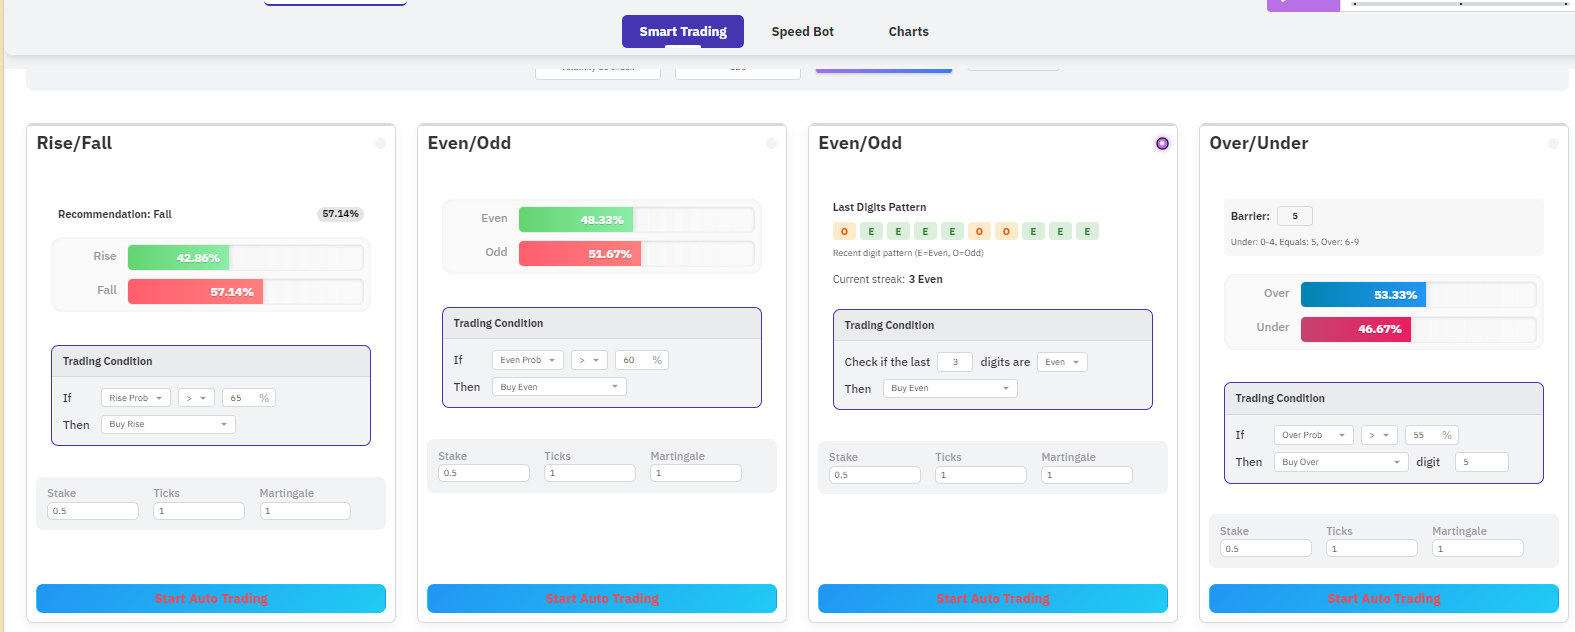 Smart Trading
Speed Bot
Charts
Rise/Fall
Recommendation: Fall
57.14%
Rise
42.86%
Fall
57.14%
Trading Condition
If Rise Prob > 65 %
Then Buy Rise
Stake Ticks Martingale
0.5 1 1
Start Auto Trading
Even/Odd
Even
48.33%
Odd
51.67%
Trading Condition
If Even Prob > 60 %
Then Buy Even
Stake Ticks Martingale
0.5 1 1
Start Auto Trading
Even/Odd
Last Digits Pattern
O E E E E O O E E E
Recent digit pattern (E=Even, O=Odd)
Current streak: 3 Even
Trading Condition
Check if the last 3 digits are Even
Then Buy Even
Stake Ticks Martingale
0.5 1 1
Start Auto Trading
Over/Under
Barrier: 5
Under: 0-4, Equals: 5, Over: 6-9
Over
53.33%
Under
46.67%
Trading Condition
If Over Prob > 55 %
Then Buy Over digit 5
Stake Ticks Martingale
0.5 1 1
Start Auto Trading